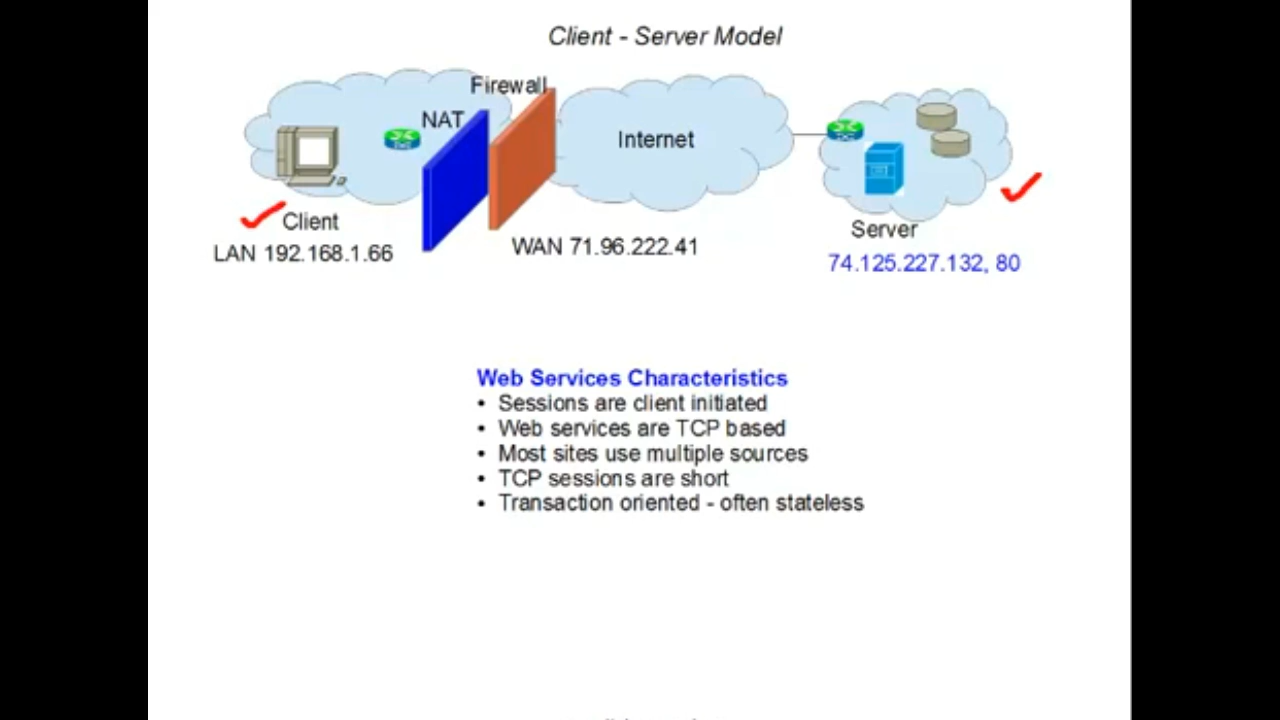 Client - Server Model
Firewall
NAT
Internet
Client
Server
LAN 192.168.1.66
WAN 71.96.222.41
74.125.227.132, 80
Web Services Characteristics
• Sessions are client initiated
• Web services are TCP based
• Most sites use multiple sources
• TCP sessions are short
• Transaction oriented - often stateless